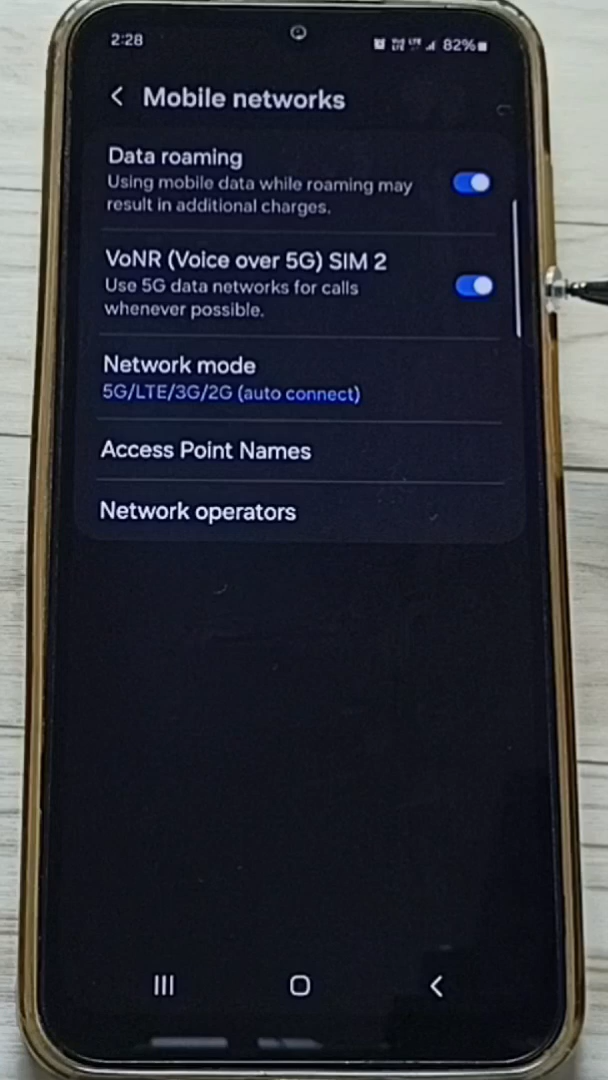 2:28
82%
Mobile networks
Data roaming
Using mobile data while roaming may
result in additional charges.
VoNR (Voice over 5G) SIM 2
Use 5G data networks for calls
whenever possible.
Network mode
5G/LTE/3G/2G (auto connect)
Access Point Names
Network operators